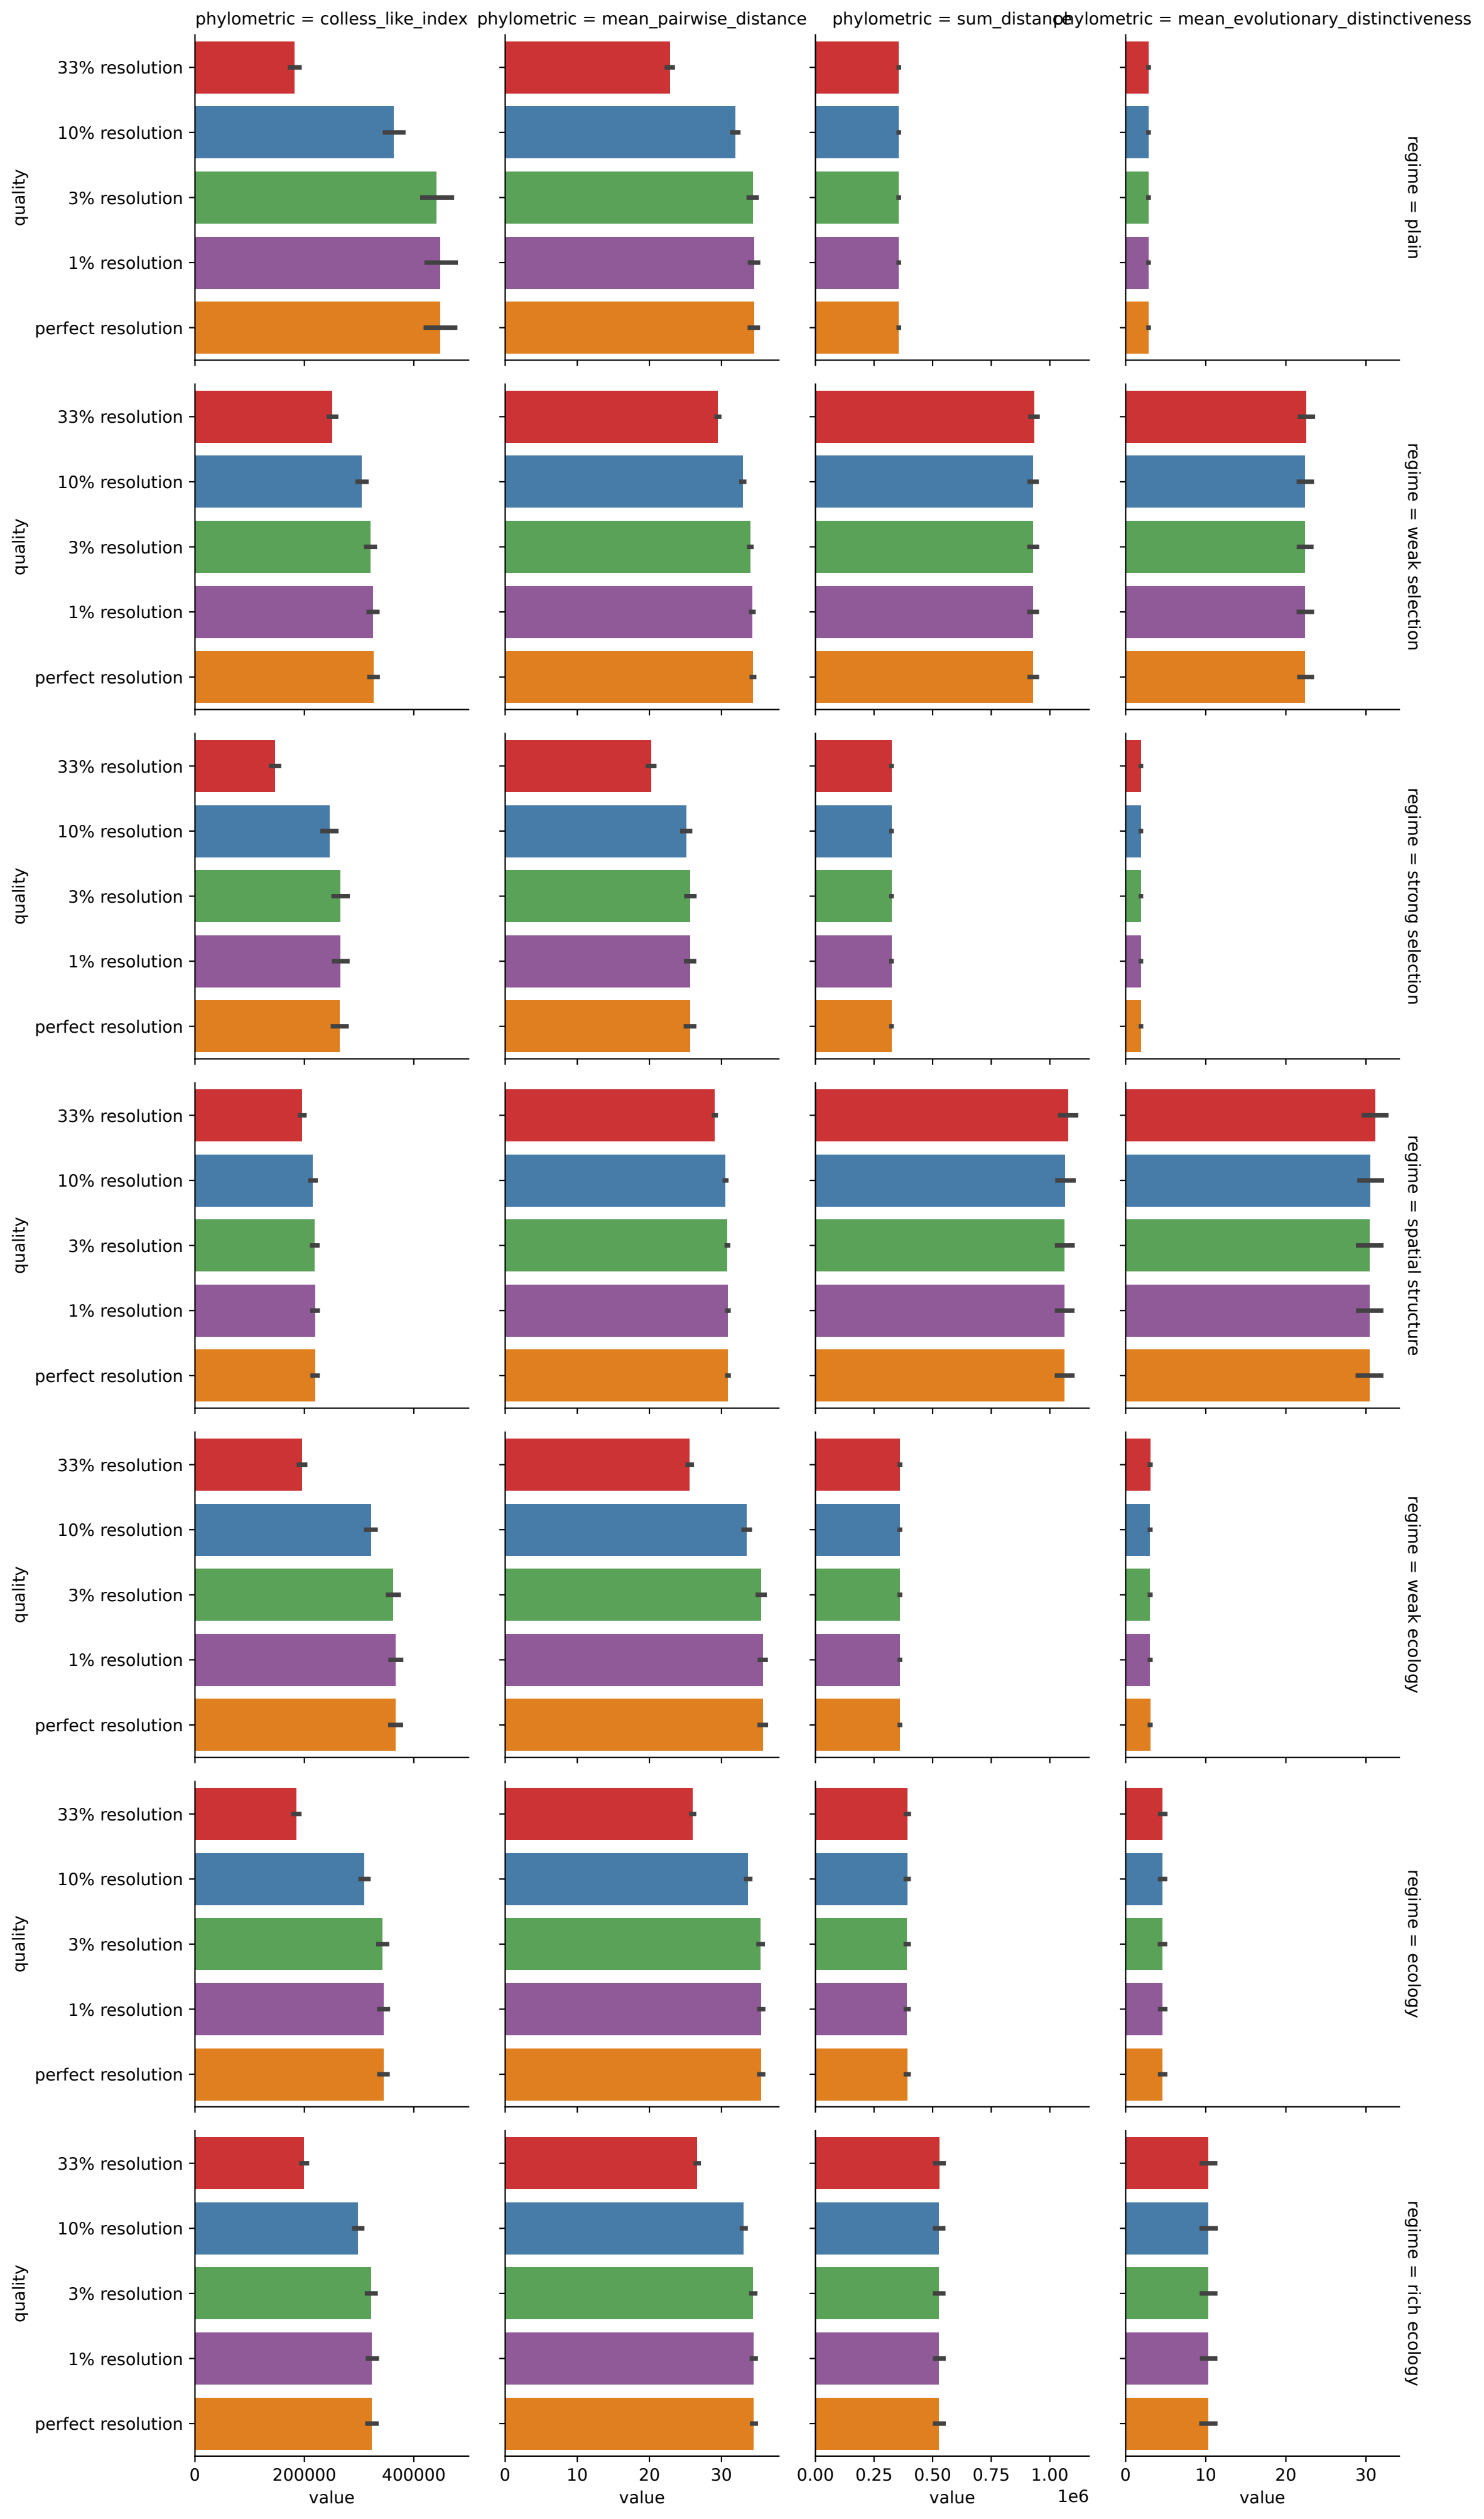 phylometric = colless_like_index
phylometric = mean_pairwise_distance
phylometric = sum_distance
phylometric = mean_evolutionary_distinctiveness
33% resolution
10% resolution
3% resolution
1% resolution
perfect resolution
quality
regime = plain
33% resolution
10% resolution
3% resolution
1% resolution
perfect resolution
quality
regime = weak selection
33% resolution
10% resolution
3% resolution
1% resolution
perfect resolution
quality
regime = strong selection
33% resolution
10% resolution
3% resolution
1% resolution
perfect resolution
quality
regime = spatial structure
33% resolution
10% resolution
3% resolution
1% resolution
perfect resolution
quality
regime = weak ecology
33% resolution
10% resolution
3% resolution
1% resolution
perfect resolution
quality
regime = ecology
33% resolution
10% resolution
3% resolution
1% resolution
perfect resolution
quality
regime = rich ecology
0 200000 400000
value
0 10 20 30
value
0.00 0.25 0.50 0.75 1.00
1e6
value
0 10 20 30
value